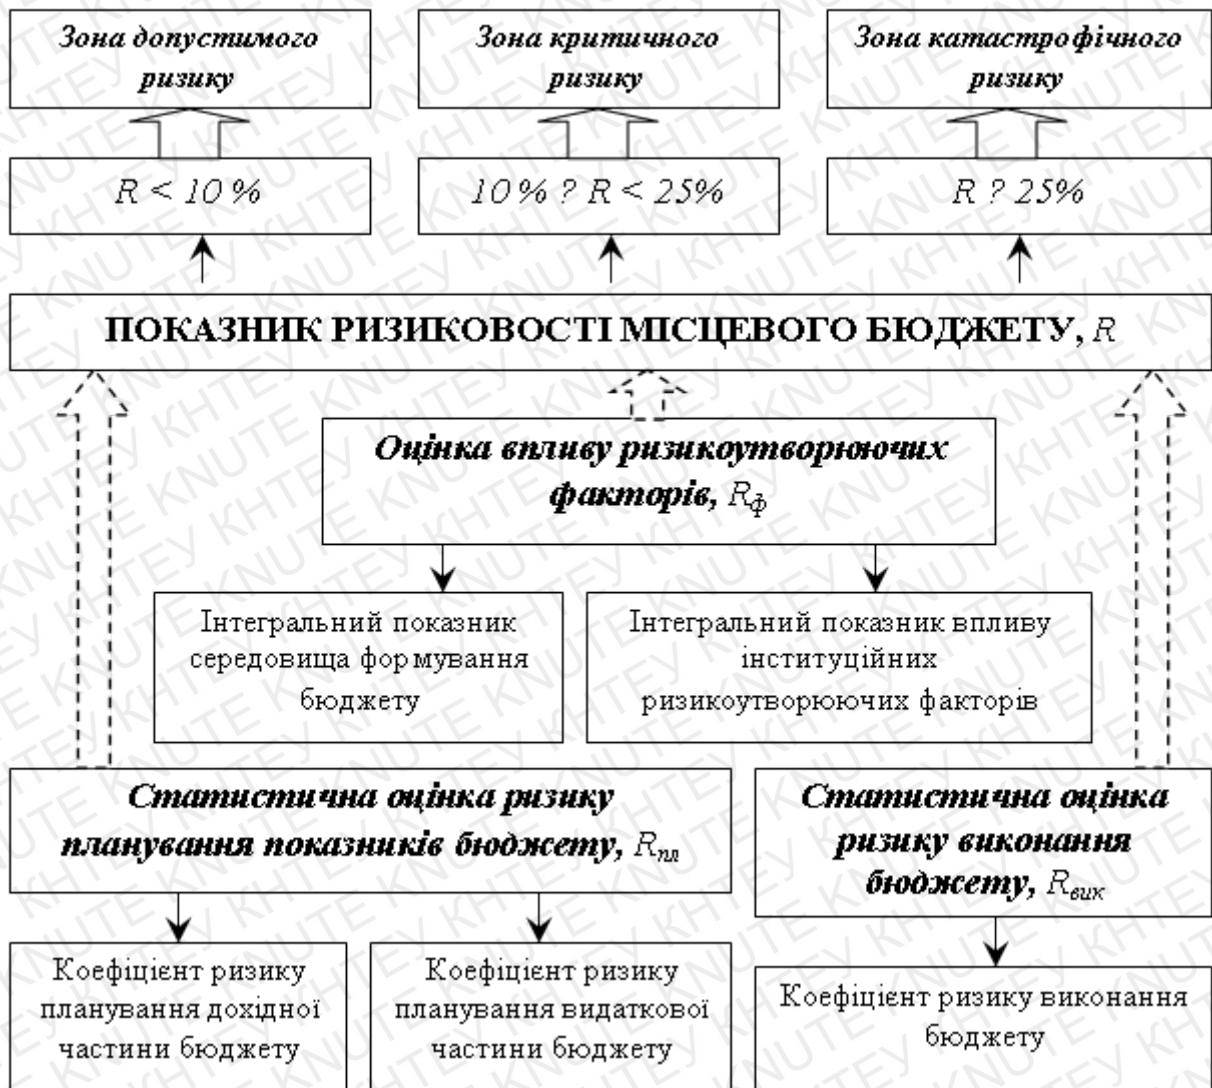 Зона допустимого
ризику
Зона критичного
ризику
Зона катастрофічного
ризику
R < 10 %
10 % ? R < 25%
R ? 25%
ПОКАЗНИК РИЗИКОВОСТІ МІСЦЕВОГО БЮДЖЕТУ, R
Оцінка впливу ризикоутворюючих
факторів, Rф
Інтегральний показник
середовища формування
бюджету
Інтегральний показник впливу
інституційних
ризикоутворюючих факторів
Статистична оцінка ризику
планування показників бюджету, Rпл
Статистична оцінка
ризику виконання
бюджету, Rвик
Коефіцієнт ризику
планування дохідної
частини бюджету
Коефіцієнт ризику
планування видаткової
частини бюджету
Коефіцієнт ризику виконання
бюджету
KNUTE КНТЕУ